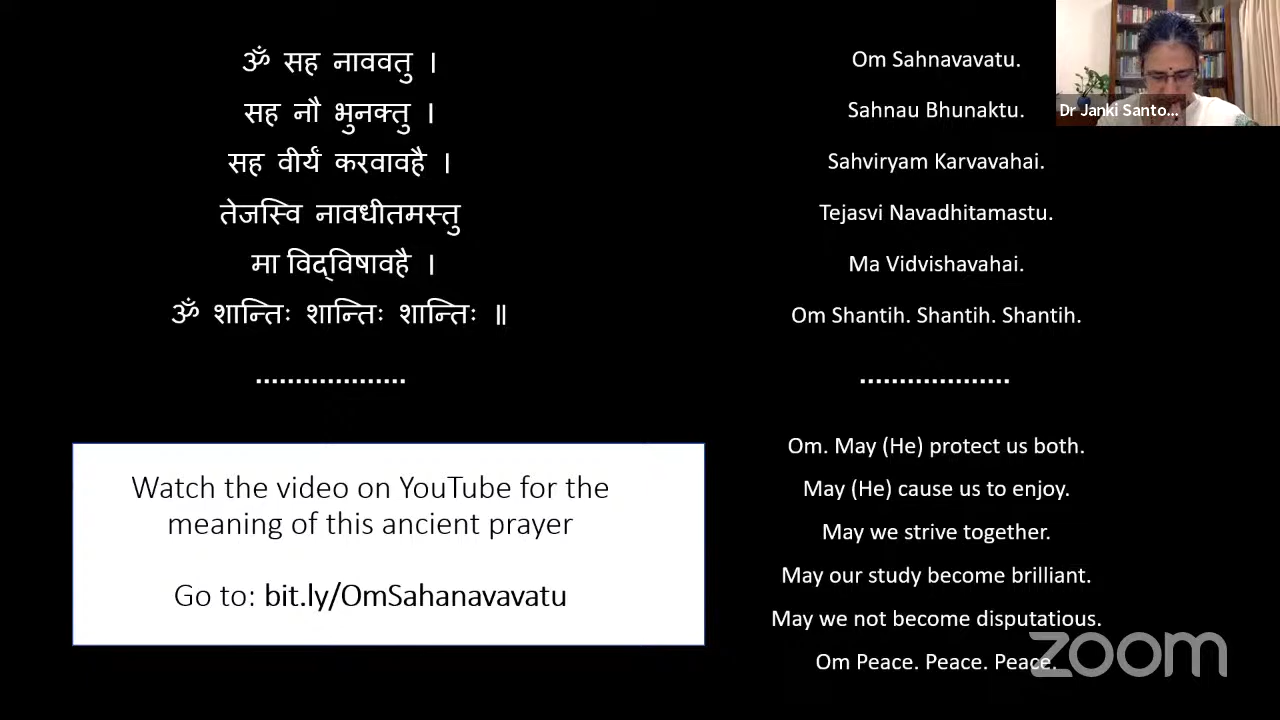 ॐ सह नाववतु ।
सह नौ भुनक्तु ।
सह वीर्यं करवावहै ।
तेजस्वि नावधीतमस्तु
मा विद्‌विषावहै ।
ॐ शान्तिः शान्तिः शान्तिः ॥
...................
Watch the video on YouTube for the
meaning of this ancient prayer
Go to: bit.ly/OmSahanavavatu
Om Sahnavavatu.
Sahnau Bhunaktu.
Sahviryam Karvavahai.
Tejasvi Navadhitamastu.
Ma Vidvishavahai.
Om Shantih. Shantih. Shantih.
...................
Om. May (He) protect us both.
May (He) cause us to enjoy.
May we strive together.
May our study become brilliant.
May we not become disputatious.
Om Peace. Peace. Peace.
Dr Janki Santo...
zoom